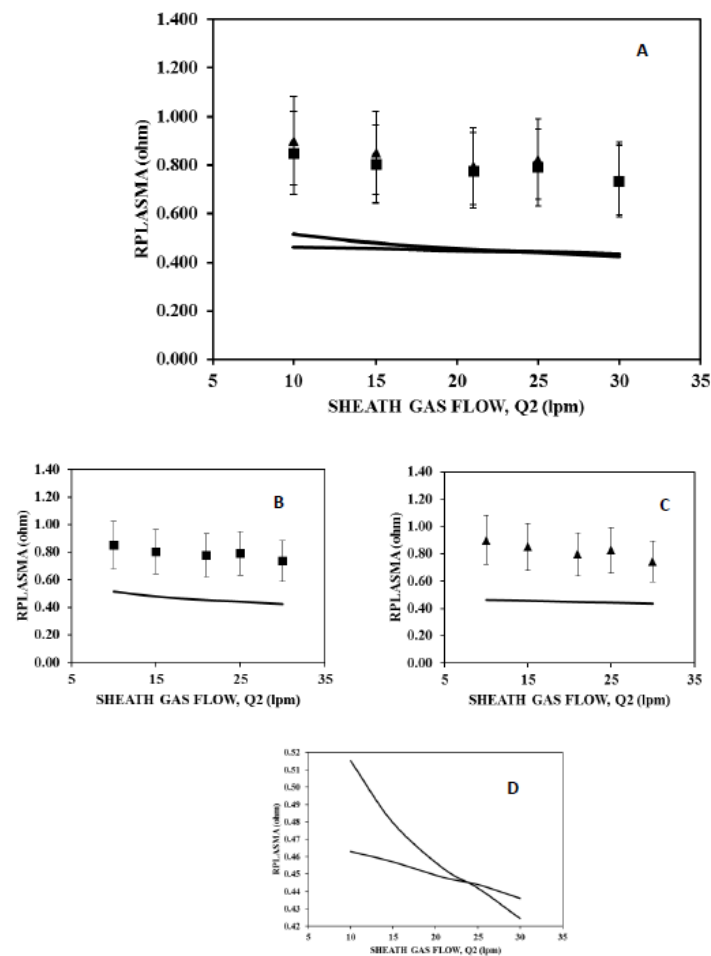 A
RPLASMA (ohm)
1.400
1.200
1.000
0.800
0.600
0.400
0.200
0.000
5 10 15 20 25 30 35
SHEATH GAS FLOW, Q2 (lpm)
B
RPLASMA (ohm)
1.40
1.20
1.00
0.80
0.60
0.40
0.20
0.00
5 15 25 35
SHEATH GAS FLOW, Q2 (lpm)
C
RPLASMA (ohm)
1.40
1.20
1.00
0.80
0.60
0.40
0.20
0.00
5 15 25 35
SHEATH GAS FLOW, Q2 (lpm)
D
RPLASMA (ohm)
0.52
0.51
0.50
0.49
0.48
0.47
0.46
0.45
0.44
0.43
0.42
5 10 15 20 25 30 35
SHEATH GAS FLOW, Q2 (lpm)